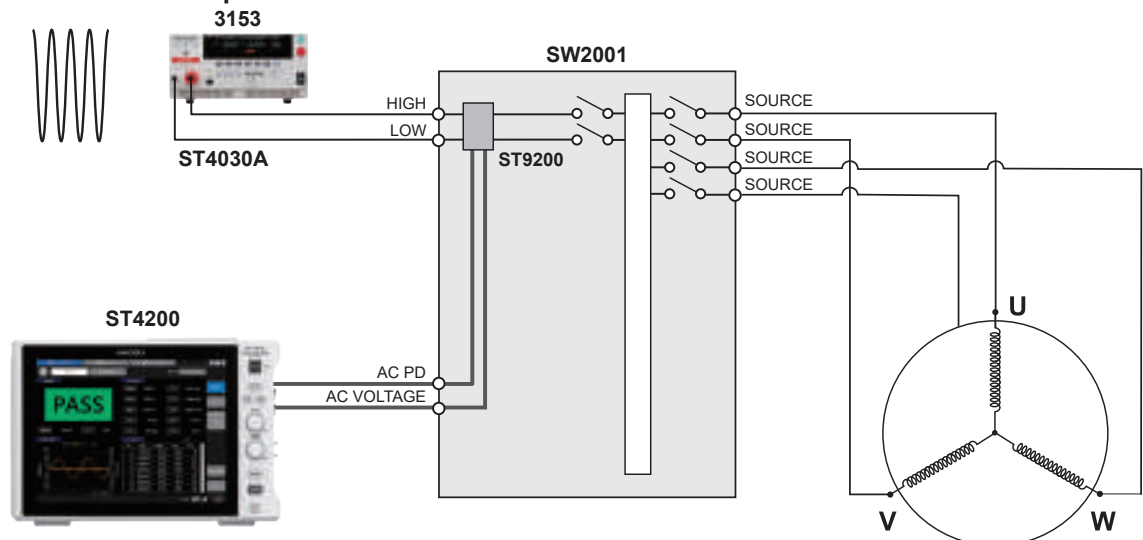 3153
SW2001
HIGH
LOW
ST4030A
ST9200
SOURCE
SOURCE
SOURCE
SOURCE
ST4200
PASS
AC PD
AC VOLTAGE
U
V
W